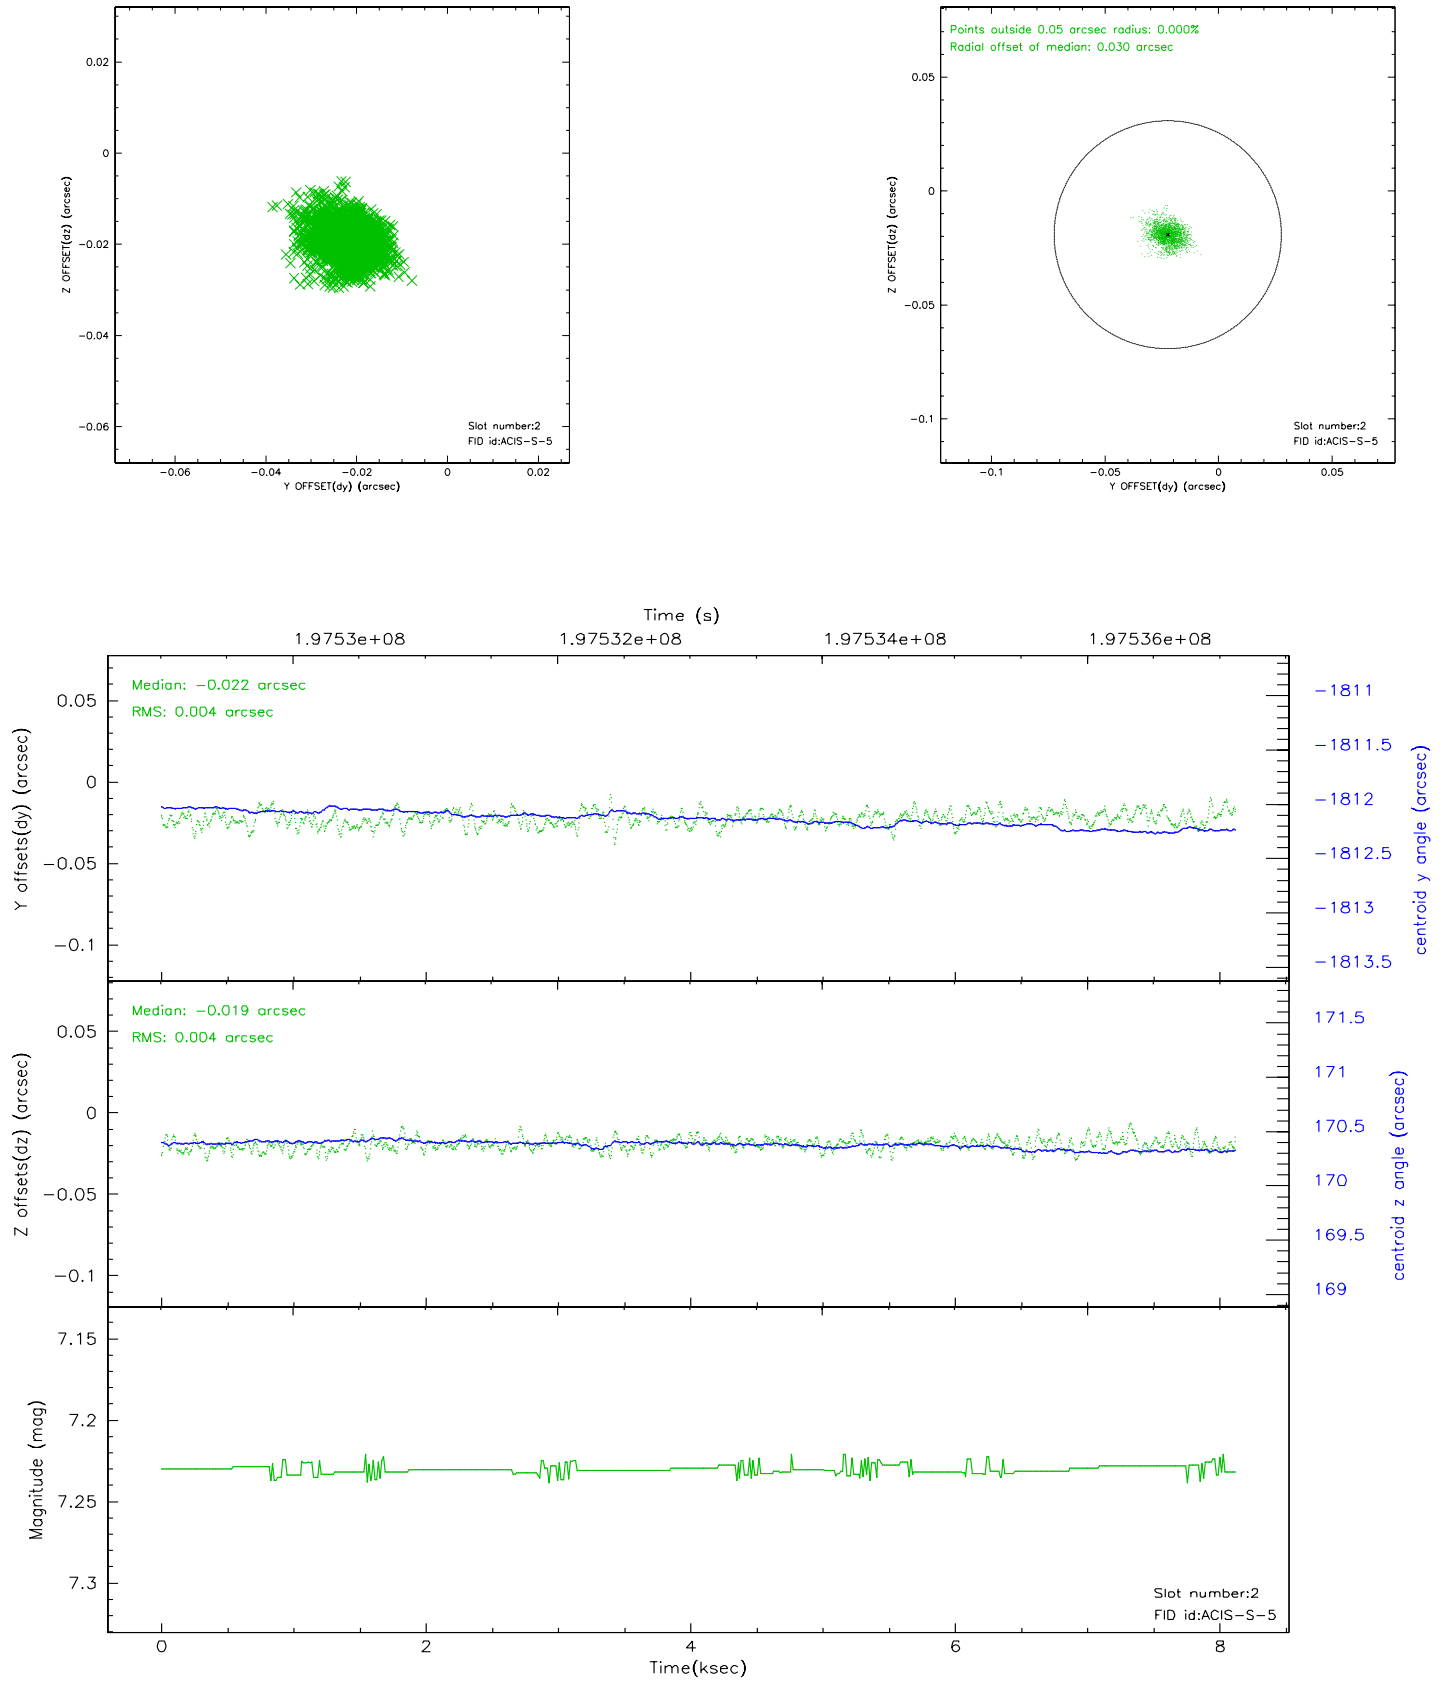 0.02
0
−0.02
−0.04
−0.06
Z OFFSET(dz) (arcsec)
Slot number:2
FID id:ACIS−S−5
−0.06 −0.04 −0.02 0 0.02
Y OFFSET(dy) (arcsec)
Points outside 0.05 arcsec radius: 0.000%
Radial offset of median: 0.030 arcsec
0.05
0
−0.05
−0.1
Z OFFSET(dz) (arcsec)
Slot number:2
FID id:ACIS−S−5
−0.1 −0.05 0 0.05
Y OFFSET(dy) (arcsec)
Time (s)
1.9753e+08 1.97532e+08 1.97534e+08 1.97536e+08
Median: −0.022 arcsec
RMS: 0.004 arcsec
0.05
0
−0.05
−0.1
Y offsets(dy) (arcsec)
−1811
−1811.5
−1812
−1812.5
−1813
−1813.5
centroid y angle (arcsec)
Median: −0.019 arcsec
RMS: 0.004 arcsec
0.05
0
−0.05
−0.1
Z offsets(dz) (arcsec)
171.5
171
170.5
170
169.5
169
centroid z angle (arcsec)
7.15
7.2
7.25
7.3
Magnitude (mag)
Slot number:2
FID id:ACIS−S−5
0 2 4 6 8
Time(ksec)